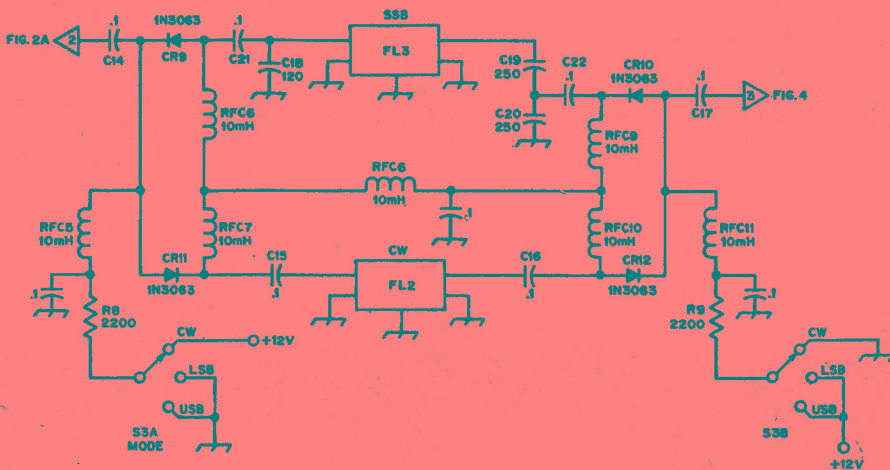 FIG.2A
2
.1
C14
1N3063
CR9
.1
C21
C18
120
SSB
FL3
C19
250
C20
250
C22
.1
CR10
1N3063
.1
C17
3
FIG.4
RFC6
10mH
RFC9
10mH
RFC6
10mH
.1
RFC5
10mH
RFC7
10mH
RFC10
10mH
RFC11
10mH
CR11
1N3063
C15
.1
CW
FL2
C16
.1
CR12
1N3063
.1
R8
2200
.1
R9
2200
CW
+12V
LSB
USB
S3A
MODE
CW
LSB
USB
S3B
+12V